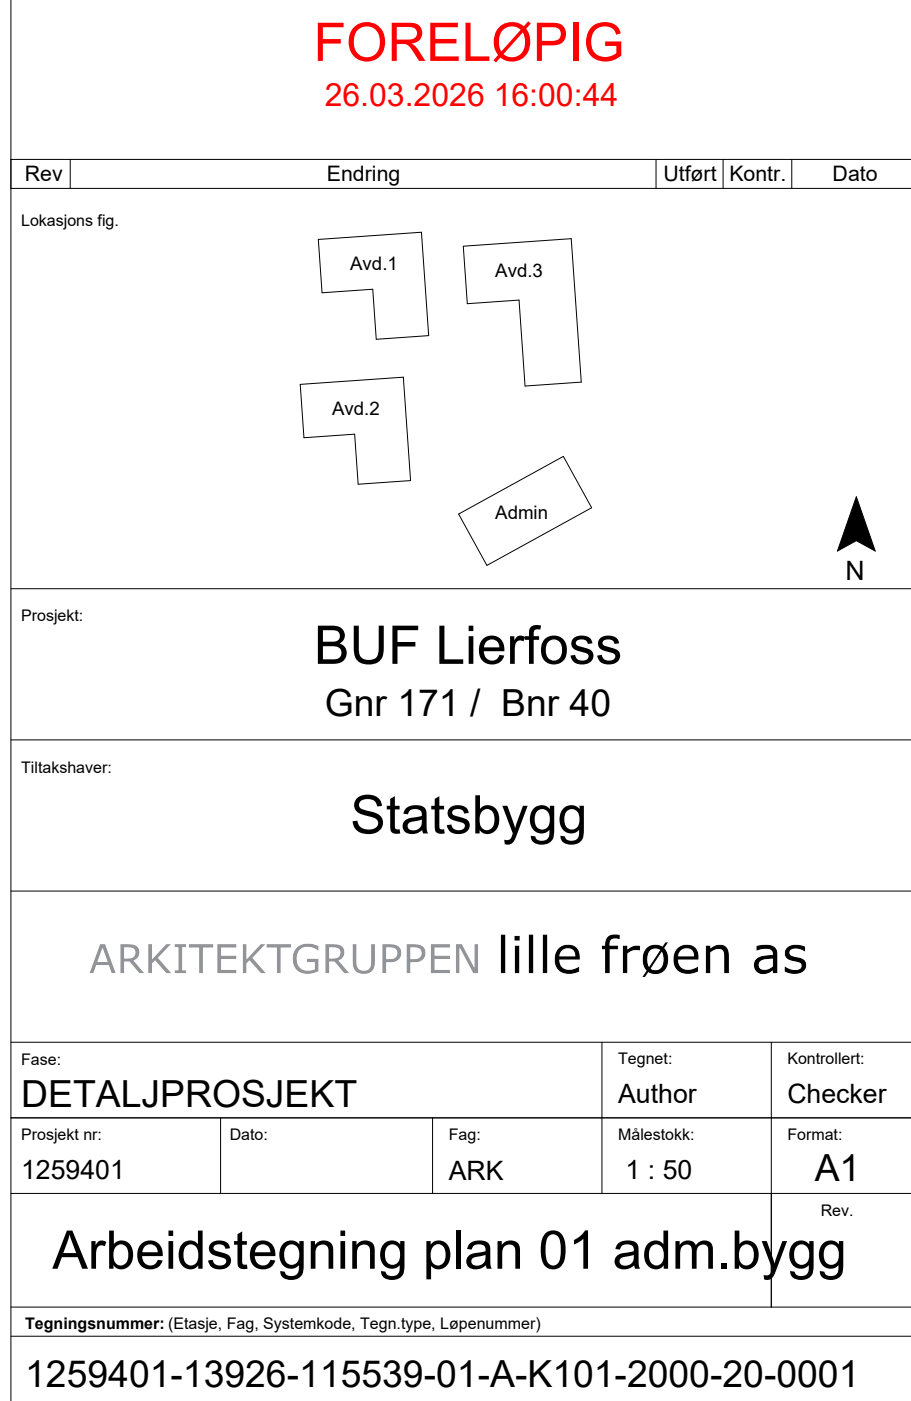 FORELØPIG
26.03.2026 16:00:44
Rev Endring Utført Kontr. Dato
Lokasjons fig.
Avd.1
Avd.3
Avd.2
Admin
N
Prosjekt:
BUF Lierfoss
Gnr 171 / Bnr 40
Tiltakshaver:
Statsbygg
ARKITEKTGRUPPEN lille frøen as
Fase: Tegnet: Kontrollert:
DETALJPROSJEKT Author Checker
Prosjekt nr: Dato: Fag: Målestokk: Format:
1259401 ARK 1 : 50 A1
Rev.
Arbeidstegning plan 01 adm.bygg
Tegningsnummer: (Etasje, Fag, Systemkode, Tegn.type, Løpenummer)
1259401-13926-115539-01-A-K101-2000-20-0001